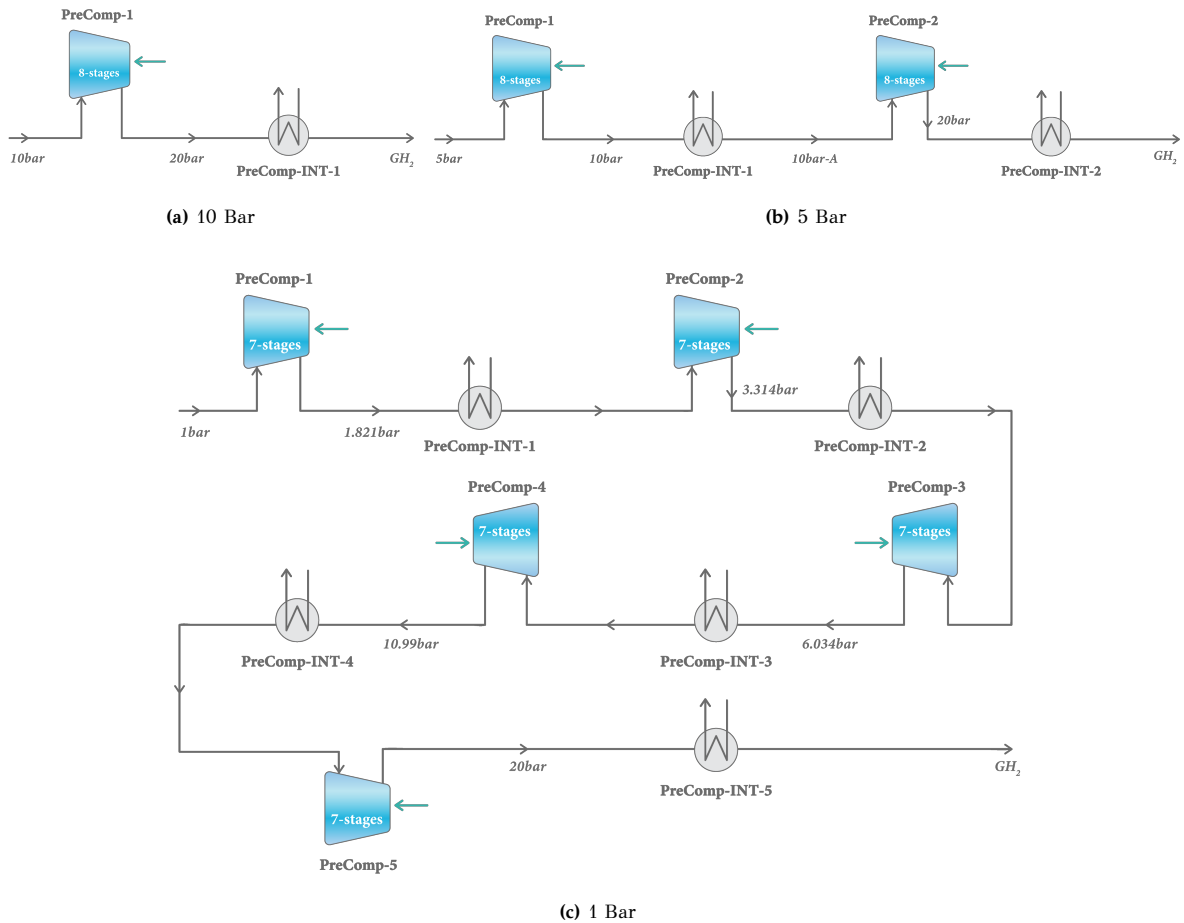 PreComp-1
8-stages
10bar
20bar
PreComp-INT-1
GH2
(a) 10 Bar
PreComp-1
8-stages
5bar
10bar
PreComp-INT-1
10bar-A
PreComp-2
8-stages
20bar
PreComp-INT-2
GH2
(b) 5 Bar
PreComp-1
7-stages
1bar
1.821bar
PreComp-INT-1
PreComp-2
7-stages
3.314bar
PreComp-INT-2
PreComp-3
7-stages
6.034bar
PreComp-INT-3
PreComp-4
7-stages
10.99bar
PreComp-INT-4
7-stages
PreComp-5
20bar
PreComp-INT-5
GH2
(c) 1 Bar